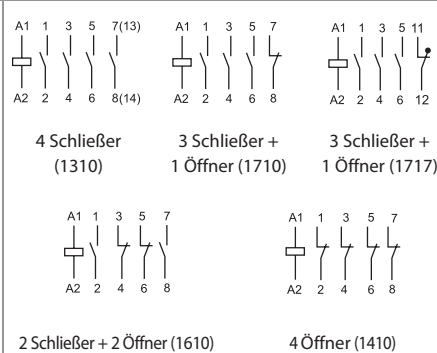 A1 1 3 5 7(13)
A2 2 4 6 8(14)
4 Schließer
(1310)
A1 1 3 5 7
A2 2 4 6 8
3 Schließer +
1 Öffner (1710)
A1 1 3 5 11
A2 2 4 6 12
3 Schließer +
1 Öffner (1717)
A1 1 3 5 7
A2 2 4 6 8
2 Schließer + 2 Öffner (1610)
A1 1 3 5 7
A2 2 4 6 8
4 Öffner (1410)